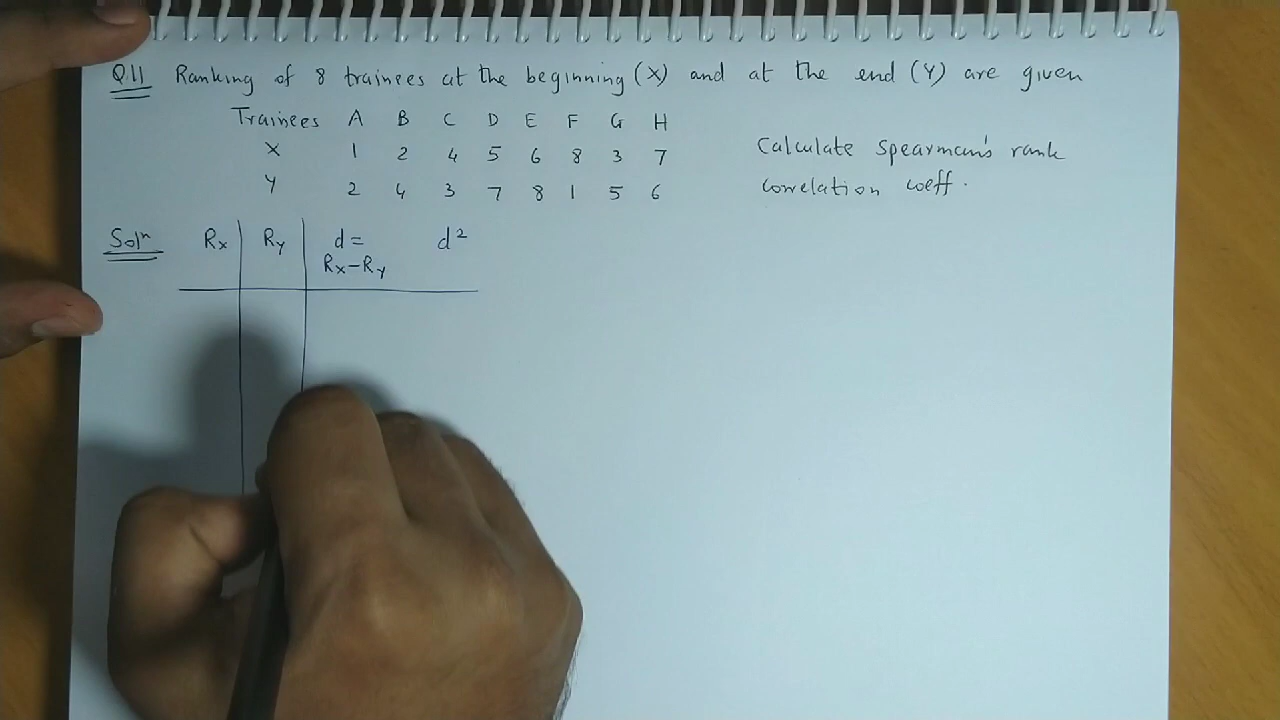 Q11 Ranking of 8 trainees at the beginning (X) and at the end (Y) are given
Trainees A B C D E F G H
X 1 2 4 5 6 8 3 7
Y 2 4 3 7 8 1 5 6
Calculate Spearman's rank
correlation coeff.
Solⁿ Rx Ry d= d²
Rx-Ry